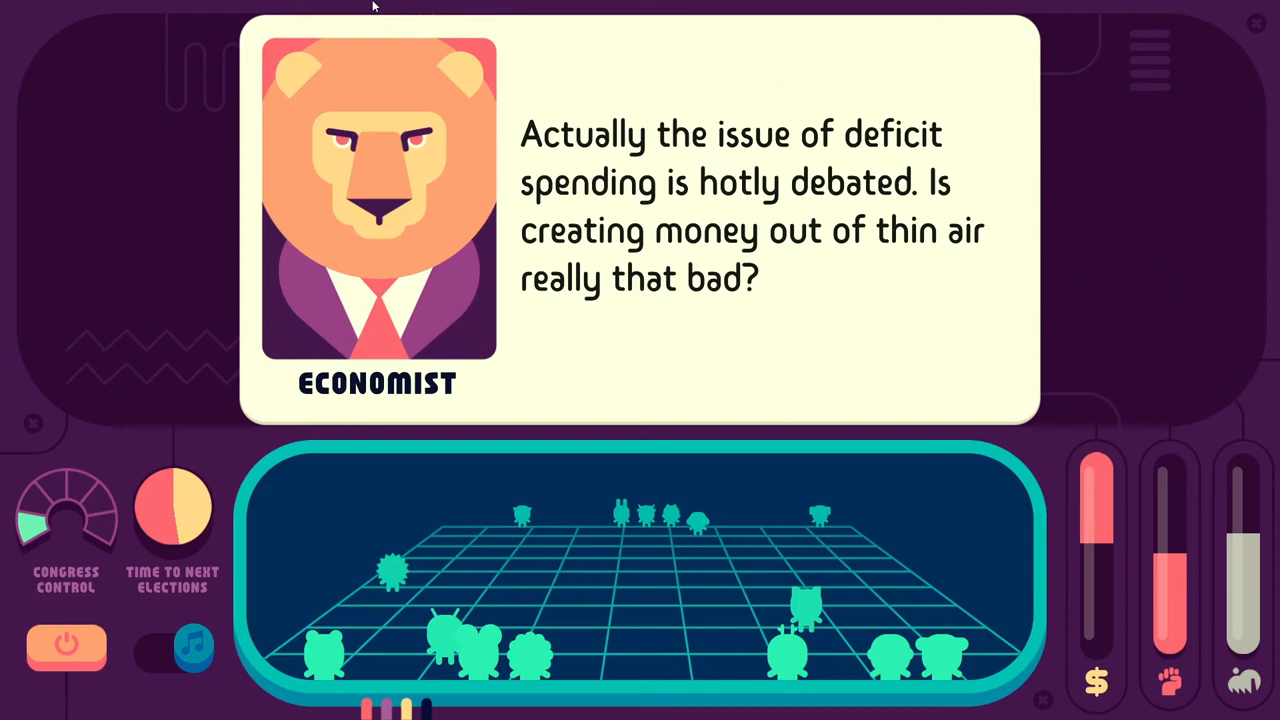 Actually the issue of deficit
spending is hotly debated. Is
creating money out of thin air
really that bad?
ECONOMIST
CONGRESS
CONTROL
TIME TO NEXT
ELECTIONS
$